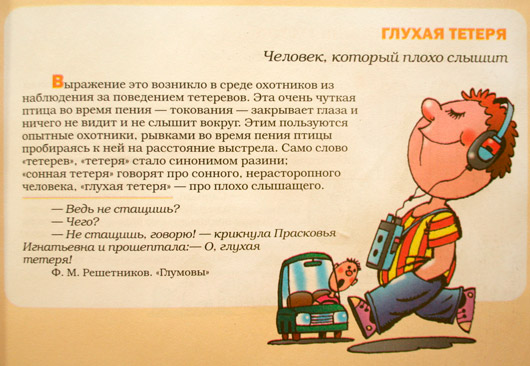 ГЛУХАЯ ТЕТЕРЯ
Человек, который плохо слышит
Выражение это возникло в среде охотников из
наблюдения за поведением тетеревов. Эта очень чуткая
птица во время пения — токования — закрывает глаза и
ничего не видит и не слышит вокруг. Этим пользуются
опытные охотники, рывками во время пения птицы
пробираясь к ней на расстояние выстрела. Само слово
«тетерев», «тетеря» стало синонимом разини;
«сонная тетеря» говорят про сонного, нерасторопного
человека, «глухая тетеря» — про плохо слышащего.
— Ведь не стащишь?
— Чего?
— Не стащишь, говорю! — крикнула Прасковья
Игнатьевна и прошептала:— О, глухая
тетеря!
Ф. М. Решетников. «Глумовы»